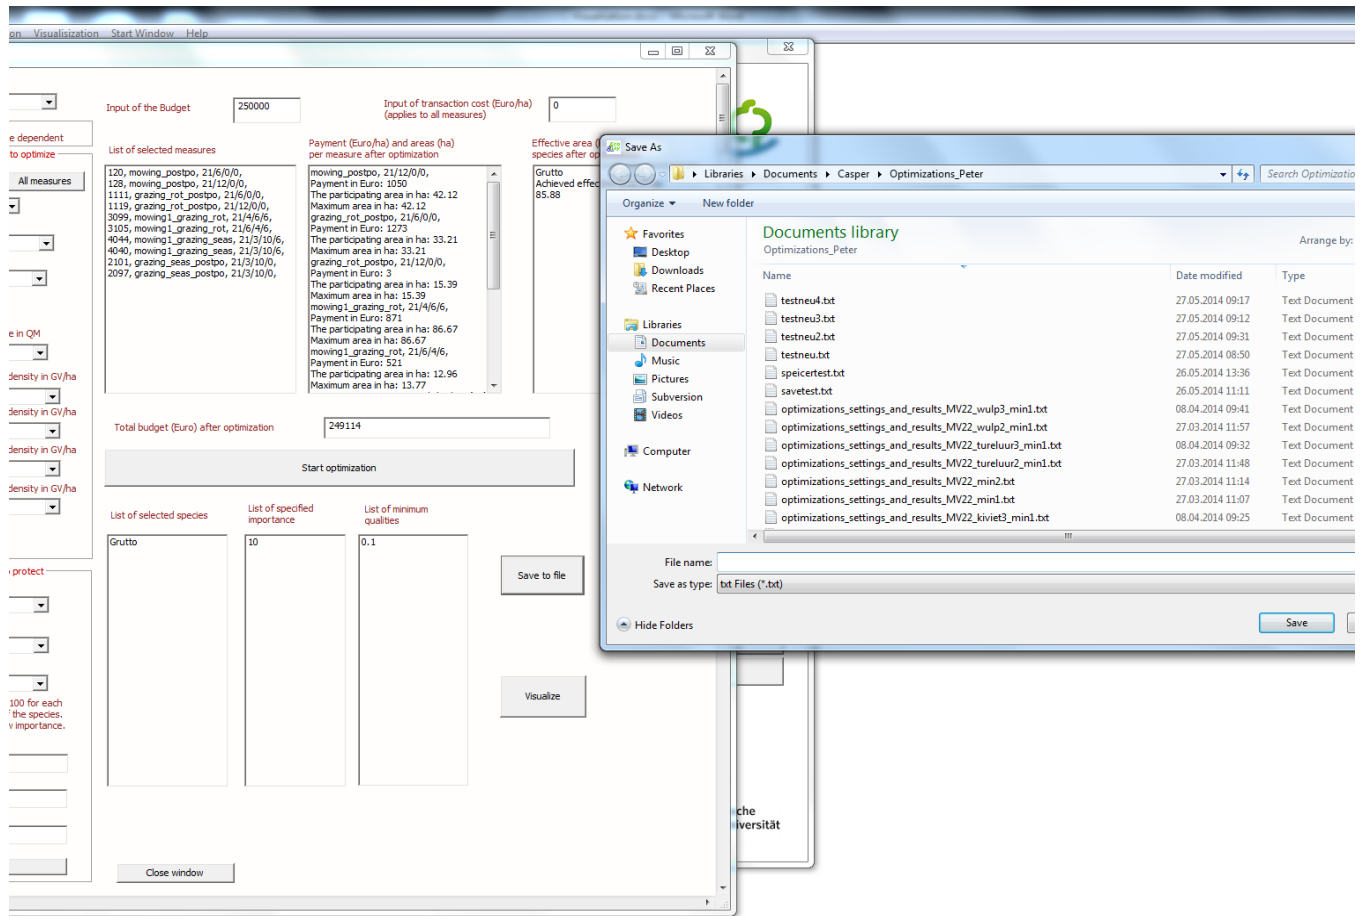 on Visualisization Start Window Help
Input of the Budget
250000
Input of transaction cost (Euro/ha)
(applies to all measures)
0
e dependent
to optimize
All measures
e in QM
density in GV/ha
density in GV/ha
density in GV/ha
density in GV/ha
protect
100 for each
f the species.
importance.
List of selected measures
120, mowing_postpo, 21/6/0/0,
128, mowing_postpo, 21/12/0/0,
1111, grazing_rot_postpo, 21/6/0/0,
1119, grazing_rot_postpo, 21/12/0/0,
3099, mowing1_grazing_rot, 21/4/6/6,
3105, mowing1_grazing_rot, 21/6/4/6,
4044, mowing1_grazing_seas, 21/3/10/6,
4040, mowing1_grazing_seas, 21/3/10/6,
2101, grazing_seas_postpo, 21/3/10/0,
2097, grazing_seas_postpo, 21/3/10/0,
Payment (Euro/ha) and areas (ha)
per measure after optimization
mowing_postpo, 21/12/0/0,
Payment in Euro: 1050
The participating area in ha: 42.12
Maximum area in ha: 42.12
grazing_rot_postpo, 21/6/0/0,
Payment in Euro: 1273
The participating area in ha: 33.21
Maximum area in ha: 33.21
grazing_rot_postpo, 21/12/0/0,
Payment in Euro: 3
The participating area in ha: 15.39
Maximum area in ha: 15.39
mowing1_grazing_rot, 21/4/6/6,
Payment in Euro: 871
The participating area in ha: 86.67
Maximum area in ha: 86.67
mowing1_grazing_rot, 21/6/4/6,
Payment in Euro: 521
The participating area in ha: 12.96
Maximum area in ha: 13.77
Effective area (
species after op
Grutto
Achieved effec
85.88
Total budget (Euro) after optimization
249114
Start optimization
List of selected species
Grutto
List of specified
importance
10
List of minimum
qualities
0.1
Save to file
Visualize
Close window
che
iversität
Save As
Libraries Documents Casper Optimizations_Peter
Search Optimizatio
Organize New folder
Favorites
Desktop
Downloads
Recent Places
Libraries
Documents
Music
Pictures
Subversion
Videos
Computer
Network
Documents library
Optimizations_Peter
Arrange by:
Name Date modified Type
testneu4.txt 27.05.2014 09:17 Text Document
testneu3.txt 27.05.2014 09:12 Text Document
testneu2.txt 27.05.2014 09:31 Text Document
testneu.txt 27.05.2014 08:50 Text Document
speicertest.txt 26.05.2014 13:36 Text Document
savetest.txt 26.05.2014 11:11 Text Document
optimizations_settings_and_results_MV22_wulp3_min1.txt 08.04.2014 09:41 Text Document
optimizations_settings_and_results_MV22_wulp2_min1.txt 27.03.2014 11:57 Text Document
optimizations_settings_and_results_MV22_tureluur3_min1.txt 08.04.2014 09:32 Text Document
optimizations_settings_and_results_MV22_tureluur2_min1.txt 27.03.2014 11:48 Text Document
optimizations_settings_and_results_MV22_min2.txt 27.03.2014 11:14 Text Document
optimizations_settings_and_results_MV22_min1.txt 27.03.2014 11:07 Text Document
optimizations_settings_and_results_MV22_kiviet3_min1.txt 08.04.2014 09:25 Text Document
File name:
Save as type: txt Files (*.txt)
Hide Folders
Save